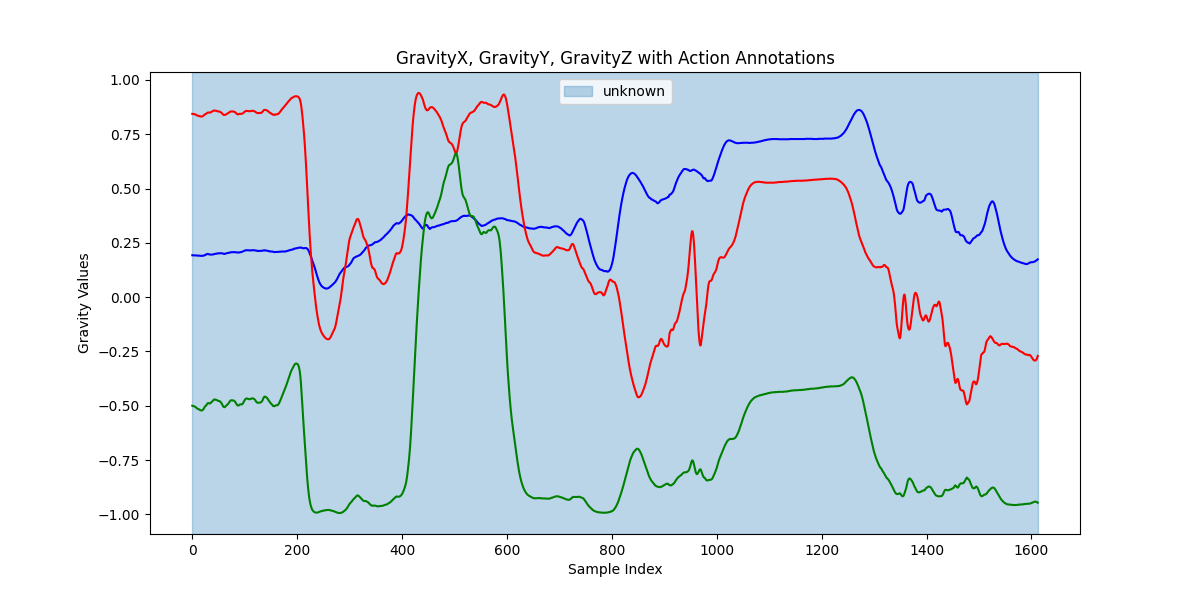 GravityX, GravityY, GravityZ with Action Annotations
unknown
Gravity Values
1.00
0.75
0.50
0.25
0.00
−0.25
−0.50
−0.75
−1.00
0 200 400 600 800 1000 1200 1400 1600
Sample Index